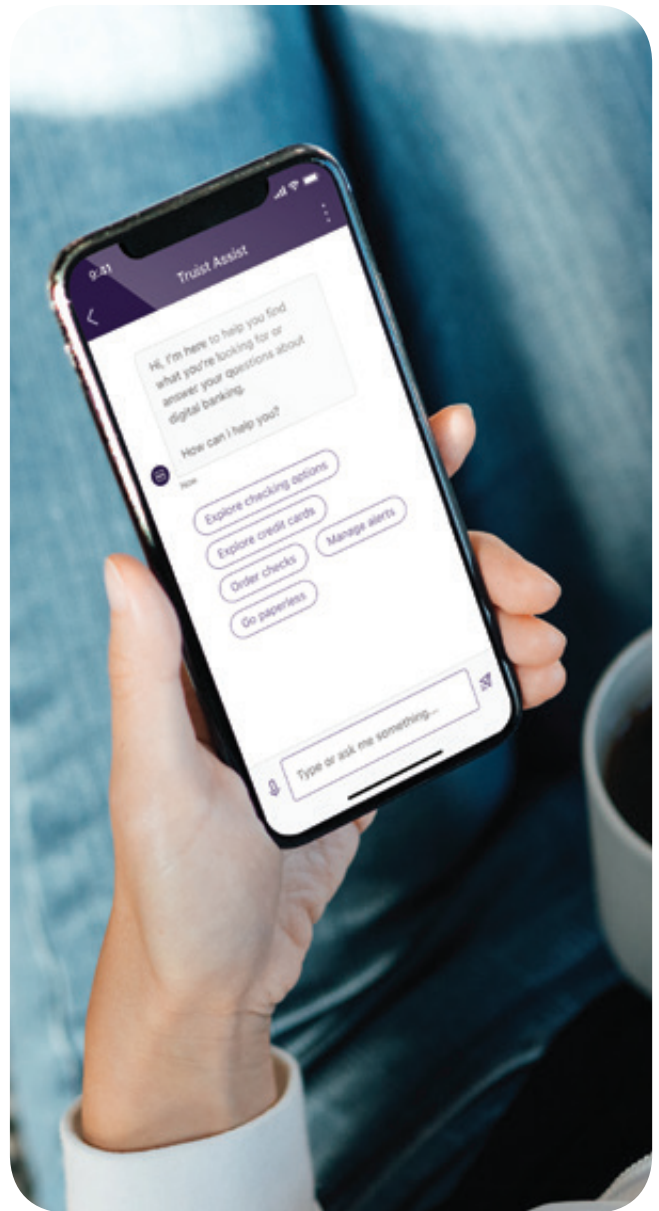 9:41
Truist Assist
Hi, I'm here to help you find
what you're looking for or
answer your questions about
digital banking.
How can I help you?
Now
Explore checking options
Explore credit cards
Order checks
Manage alerts
Go paperless
Type or ask me something...